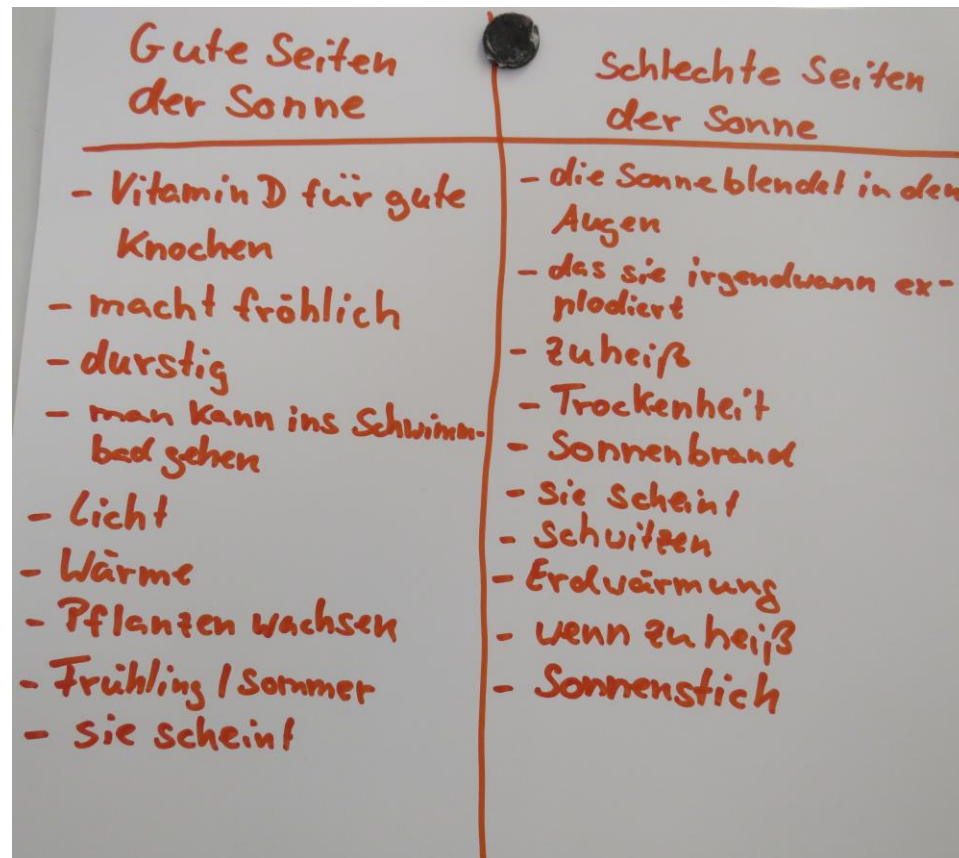 Gute Seiten
der Sonne
- Vitamin D für gute
Knochen
- macht fröhlich
- durstig
- man kann ins Schwimm-
bad gehen
- Licht
- Wärme
- Pflanzen wachsen
- Frühling / Sommer
- sie scheint
Schlechte Seiten
der Sonne
- die Sonne blendet in den
Augen
- das sie irgendwann ex-
plodiert
- zu heiß
- Trockenheit
- Sonnenbrand
- sie scheint
- schwitzen
- Erdwärmung
- wenn zu heiß
- Sonnenstich